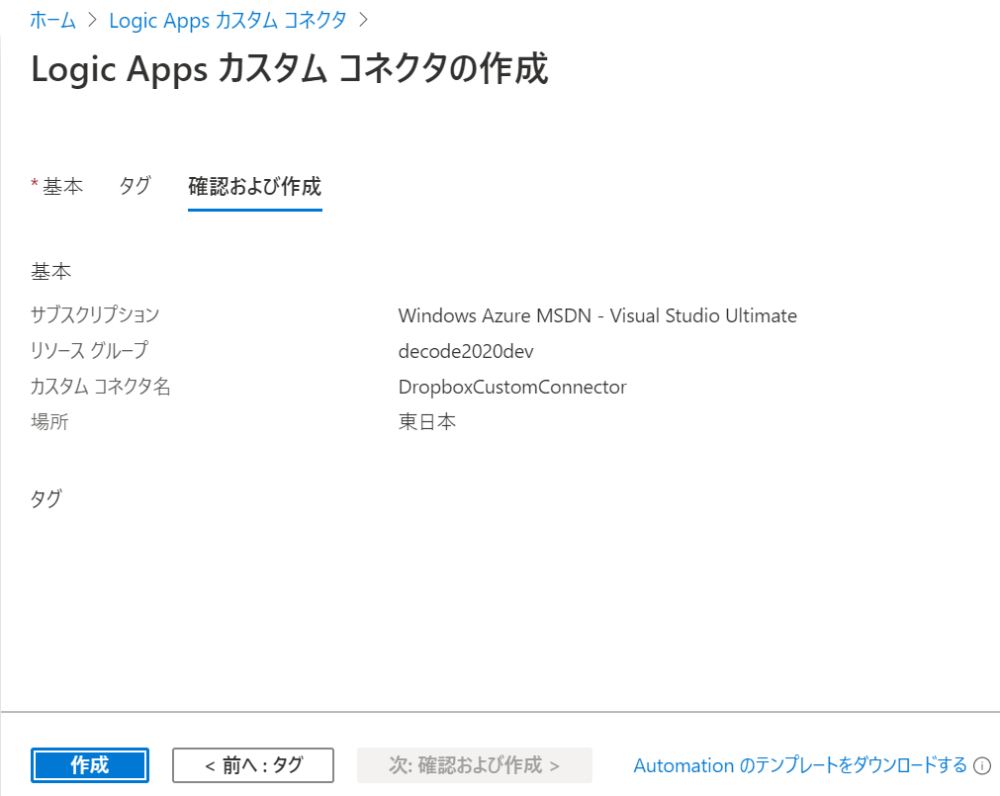 ホーム > Logic Apps カスタム コネクタ >
Logic Apps カスタム コネクタの作成
* 基本 タグ 確認および作成
基本
サブスクリプション Windows Azure MSDN - Visual Studio Ultimate
リソース グループ decode2020dev
カスタム コネクタ名 DropboxCustomConnector
場所 東日本
タグ
作成 < 前へ : タグ 次: 確認および作成 > Automation のテンプレートをダウンロードする